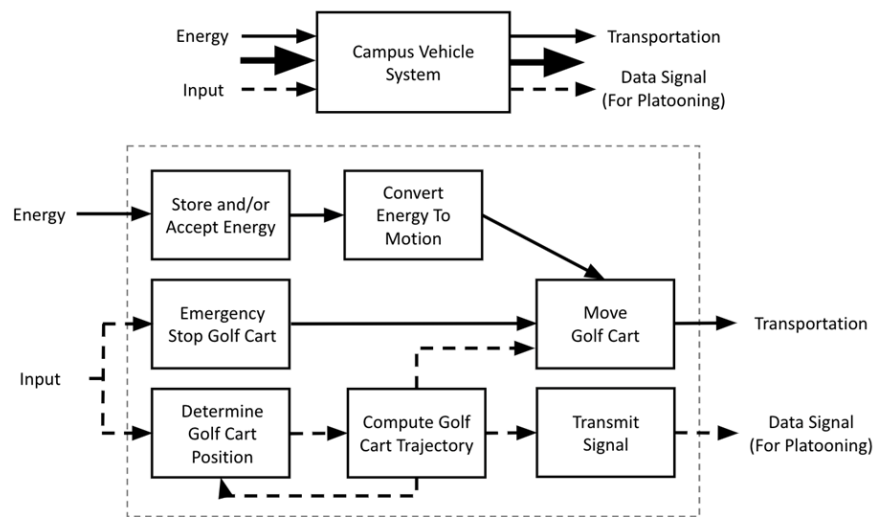 Energy
Input
Campus Vehicle
System
Transportation
Data Signal
(For Platooning)
Energy
Store and/or
Accept Energy
Convert
Energy To
Motion
Input
Emergency
Stop Golf Cart
Move
Golf Cart
Transportation
Determine
Golf Cart
Position
Compute Golf
Cart Trajectory
Transmit
Signal
Data Signal
(For Platooning)